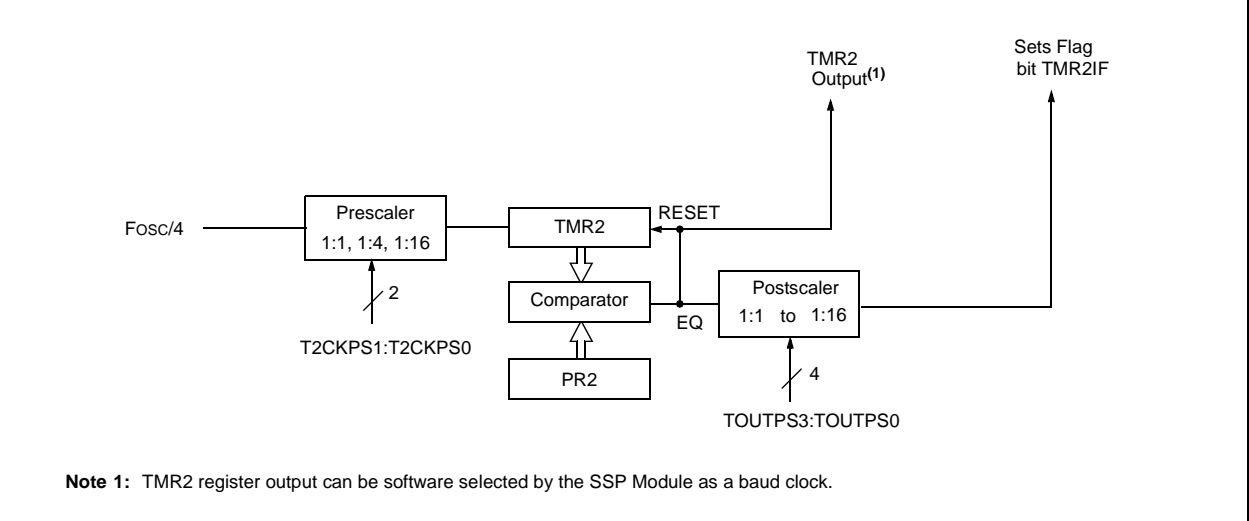 Sets Flag
bit TMR2IF
TMR2
Output(1)
Fosc/4
Prescaler
1:1, 1:4, 1:16
2
T2CKPS1:T2CKPS0
TMR2
RESET
Comparator
EQ
PR2
Postscaler
1:1 to 1:16
4
TOUTPS3:TOUTPS0
Note 1: TMR2 register output can be software selected by the SSP Module as a baud clock.